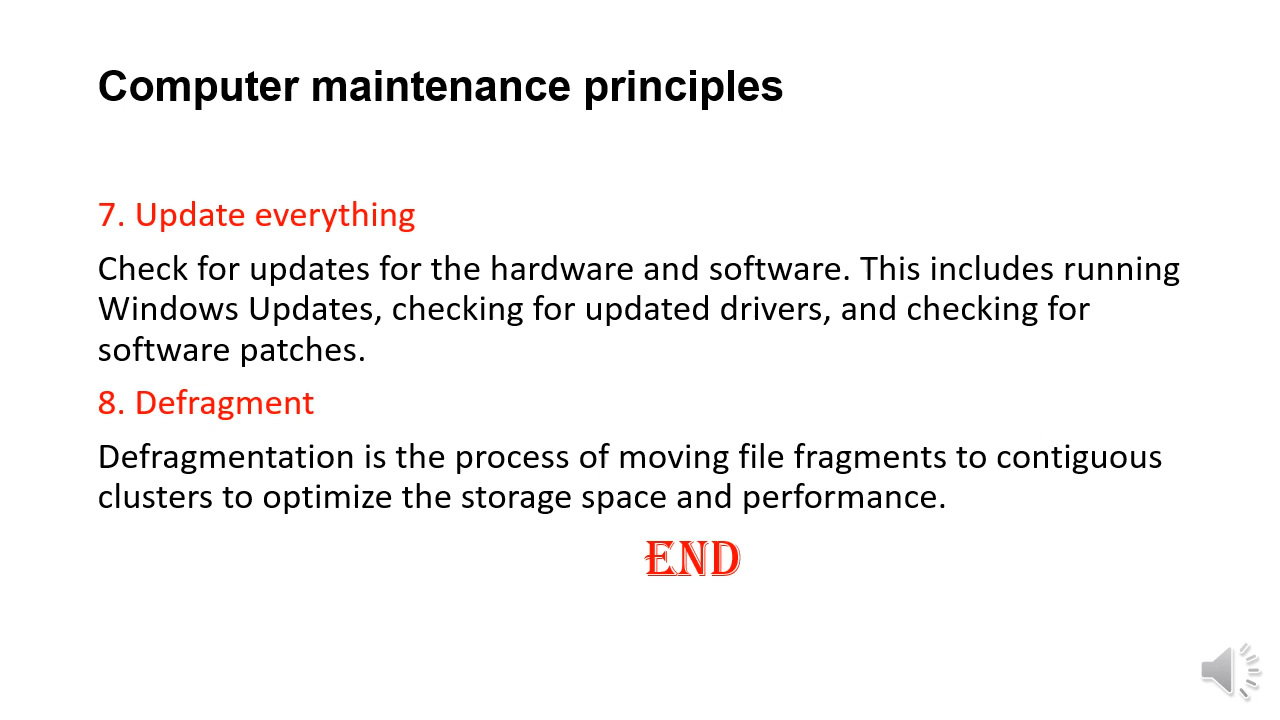 Computer maintenance principles
7. Update everything
Check for updates for the hardware and software. This includes running
Windows Updates, checking for updated drivers, and checking for
software patches.
8. Defragment
Defragmentation is the process of moving file fragments to contiguous
clusters to optimize the storage space and performance.
END